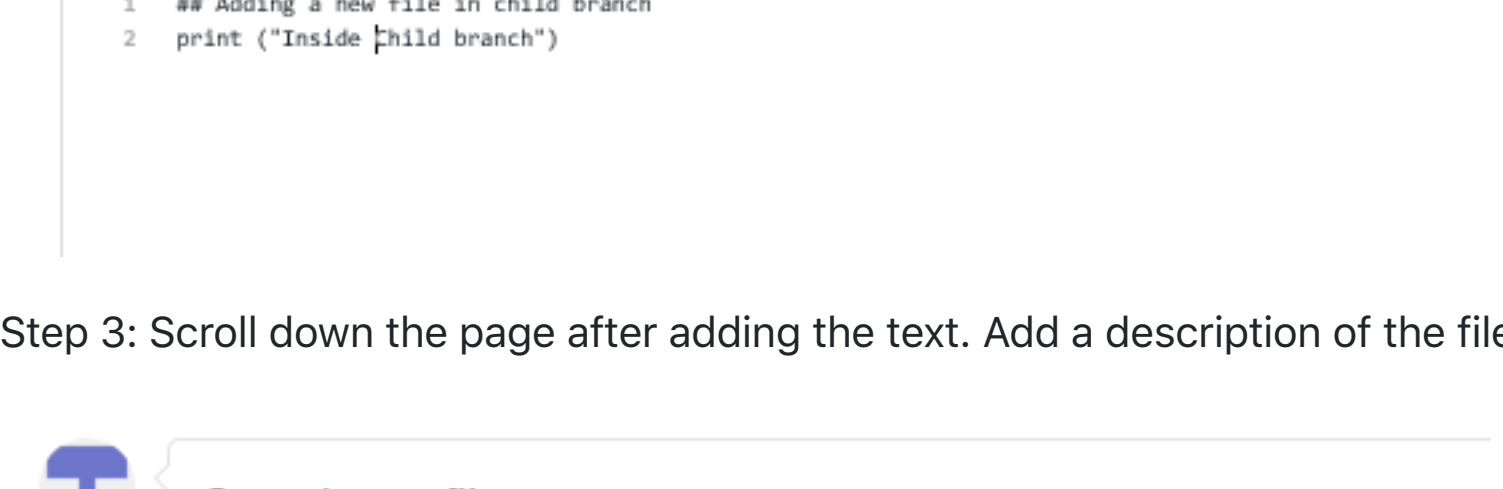 1 ## Adding a new file in child branch
2 print ("Inside Child branch")
Step 3: Scroll down the page after adding the text. Add a description of the file